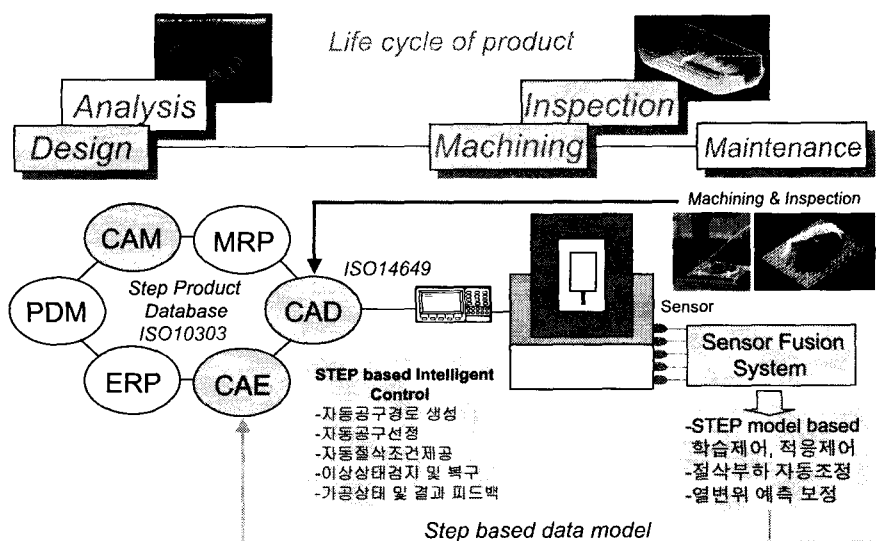 Life cycle of product
Analysis
Inspection
Design
Machining
Maintenance
Machining & Inspection
CAM
MRP
ISO14649
Step Product
Database
ISO10303
PDM
CAD
Sensor
ERP
CAE
Sensor Fusion
System
STEP based Intelligent
Control
-자동공구경로 생성
-자동공구선정
-자동절삭조건제공
-이상상태검지 및 복구
-가공상태 및 결과 피드백
-STEP model based
학습제어, 적응제어
-절삭부하 자동조정
-열변위 예측 보정
Step based data model